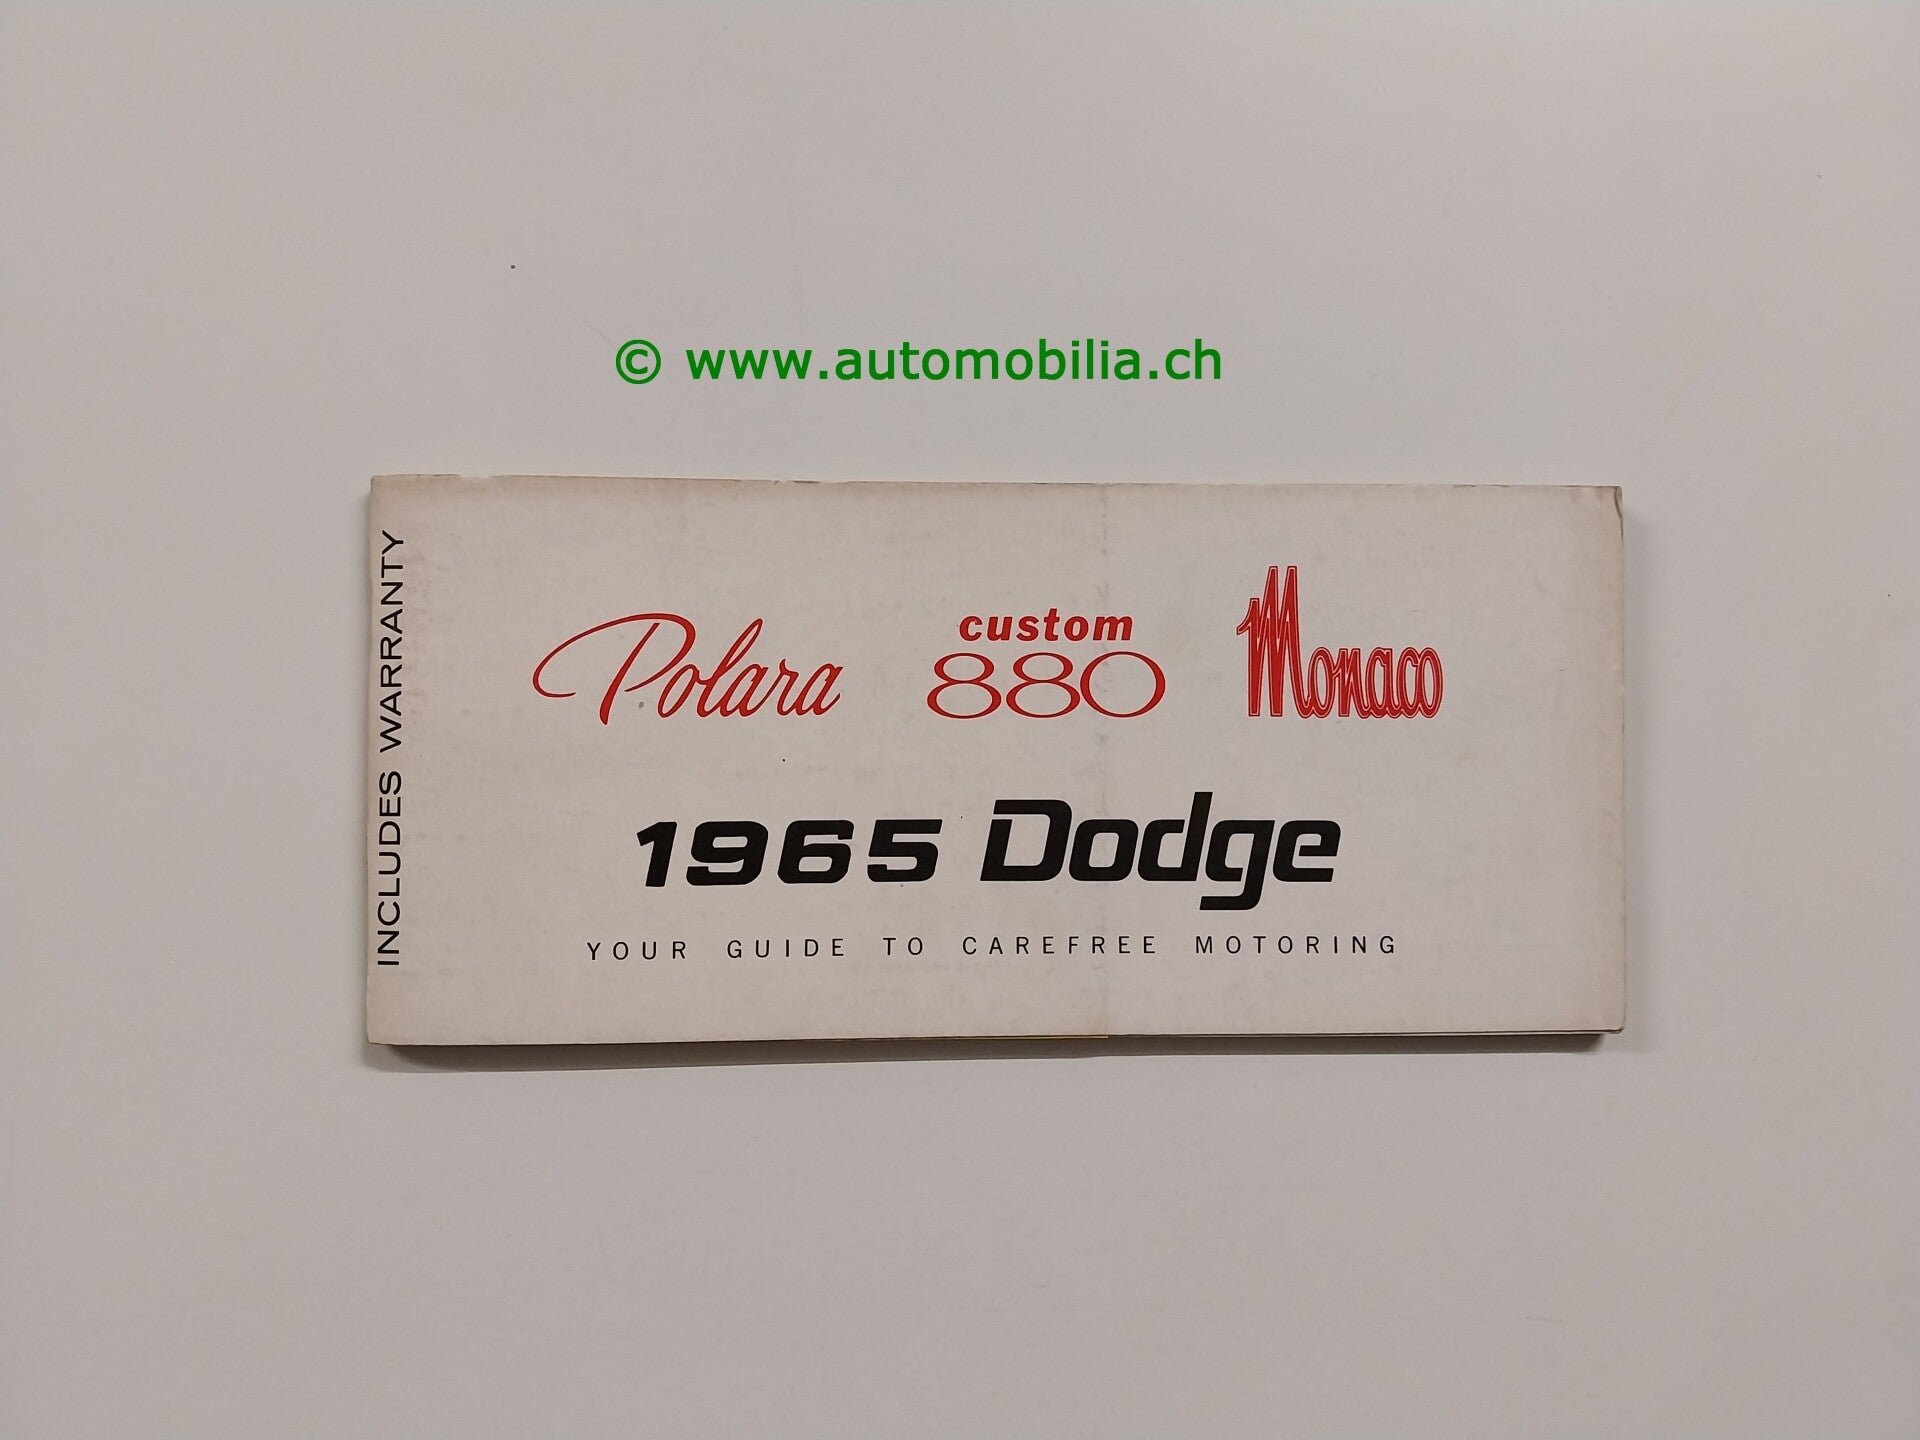 © www.automobilia.ch
INCLUDES WARRANTY
Polara custom 880 Monaco
1965 Dodge
YOUR GUIDE TO CAREFREE MOTORING